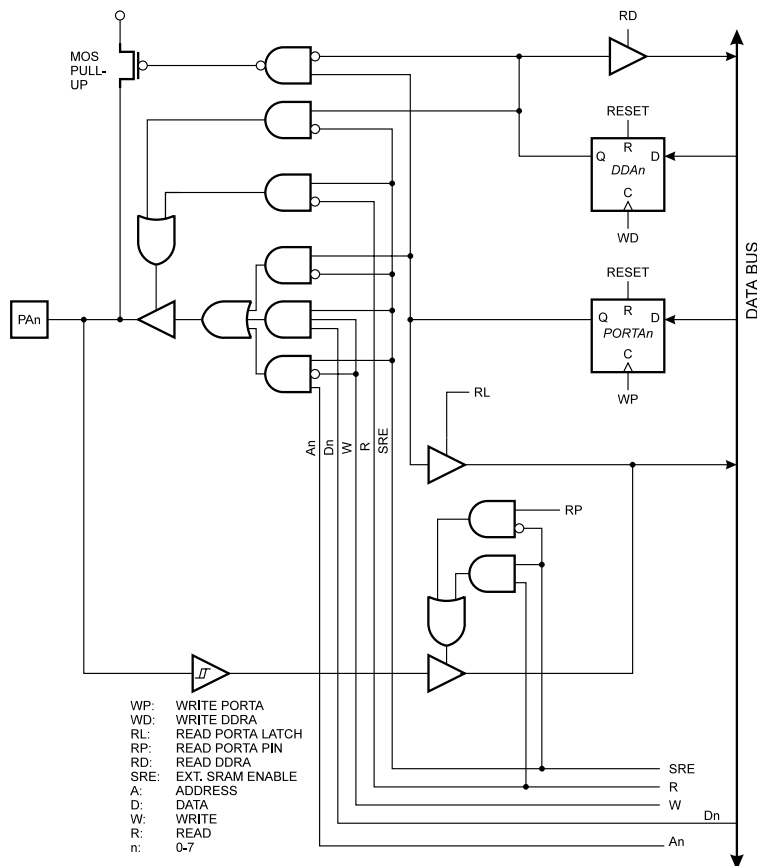 RD
MOS
PULL-
UP
RESET
R
Q
D
DDAn
C
WD
RESET
R
Q
D
PORTAn
C
WP
DATA BUS
PAn
RL
An
Dn
W
R
SRE
RP
WP: WRITE PORTA
WD: WRITE DDRA
RL: READ PORTA LATCH
RP: READ PORTA PIN
RD: READ DDRA
SRE: EXT. SRAM ENABLE
A: ADDRESS
D: DATA
W: WRITE
R: READ
n: 0-7
SRE
R
W
Dn
An